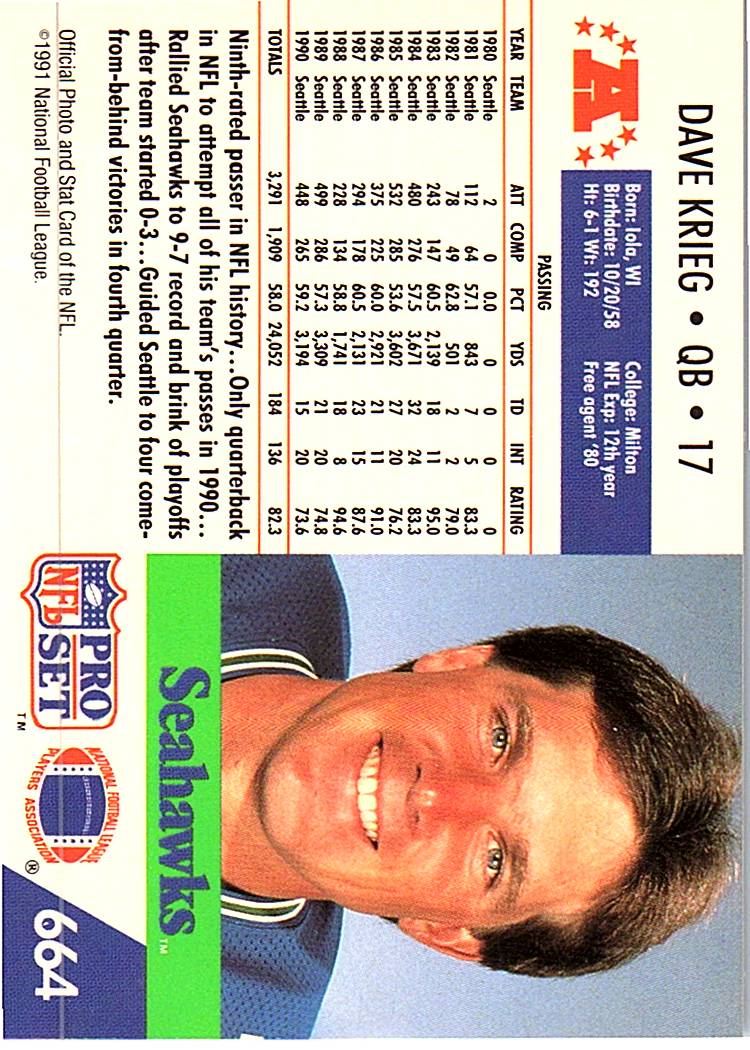 DAVE KRIEG • QB • 17
A
Born: Iola, WI College: Milton
Birthdate: 10/20/58 NFL Exp: 12th year
Ht: 6-1 Wt: 192 Free agent '80
PASSING
YEAR TEAM ATT COMP PCT YDS TD INT RATING
1980 Seattle 2 0 0.0 0 0 0 0
1981 Seattle 112 64 57.1 843 7 5 83.3
1982 Seattle 78 49 62.8 501 2 2 79.0
1983 Seattle 243 147 60.5 2,139 18 11 95.0
1984 Seattle 480 276 57.5 3,671 32 24 83.3
1985 Seattle 532 285 53.6 3,602 27 20 76.2
1986 Seattle 375 225 60.0 2,921 21 11 91.0
1987 Seattle 294 178 60.5 2,131 23 15 87.6
1988 Seattle 228 134 58.8 1,741 18 8 94.6
1989 Seattle 499 286 57.3 3,309 21 20 74.8
1990 Seattle 448 265 59.2 3,194 15 20 73.6
TOTALS 3,291 1,909 58.0 24,052 184 136 82.3
Ninth-rated passer in NFL history...Only quarterback
in NFL to attempt all of his team's passes in 1990...
Rallied Seahawks to 9-7 record and brink of playoffs
after team started 0-3...Guided Seattle to four come-
from-behind victories in fourth quarter.
Official Photo and Stat Card of the NFL.
©1991 National Football League.
Seahawks™
PRO
NFL SET™
NATIONAL FOOTBALL LEAGUE
PLAYERS ASSOCIATION®
664